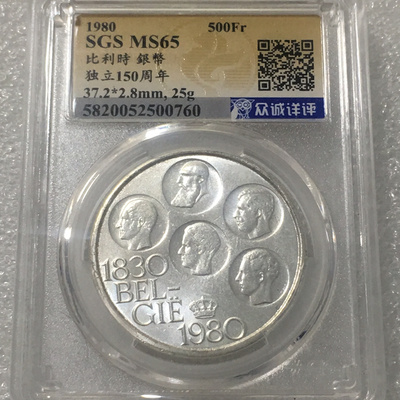 1980 500Fr
SGS MS65
比利時 銀幣
独立150周年
37.2*2.8mm, 25g
5820052500760 众诚详评
1830
BEL-
GIË
1980